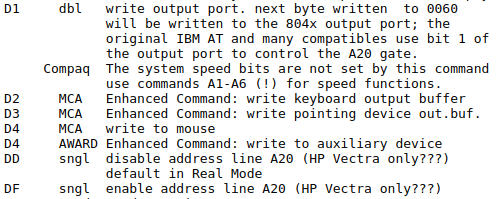 D1 dbl write output port. next byte written to 0060
will be written to the 804x output port; the
original IBM AT and many compatibles use bit 1 of
the output port to control the A20 gate.
Compaq The system speed bits are not set by this command
use commands A1-A6 (!) for speed functions.
D2 MCA Enhanced Command: write keyboard output buffer
D3 MCA Enhanced Command: write pointing device out.buf.
D4 MCA write to mouse
D4 AWARD Enhanced Command: write to auxiliary device
DD sngl disable address line A20 (HP Vectra only???)
default in Real Mode
DF sngl enable address line A20 (HP Vectra only???)